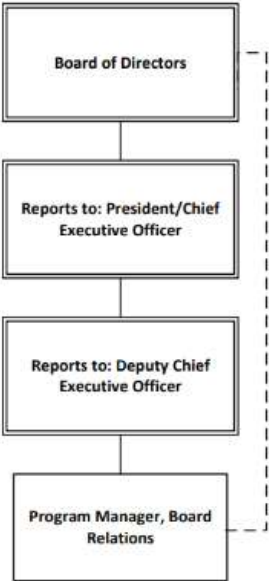 Board of Directors
Reports to: President/Chief
Executive Officer
Reports to: Deputy Chief
Executive Officer
Program Manager, Board
Relations